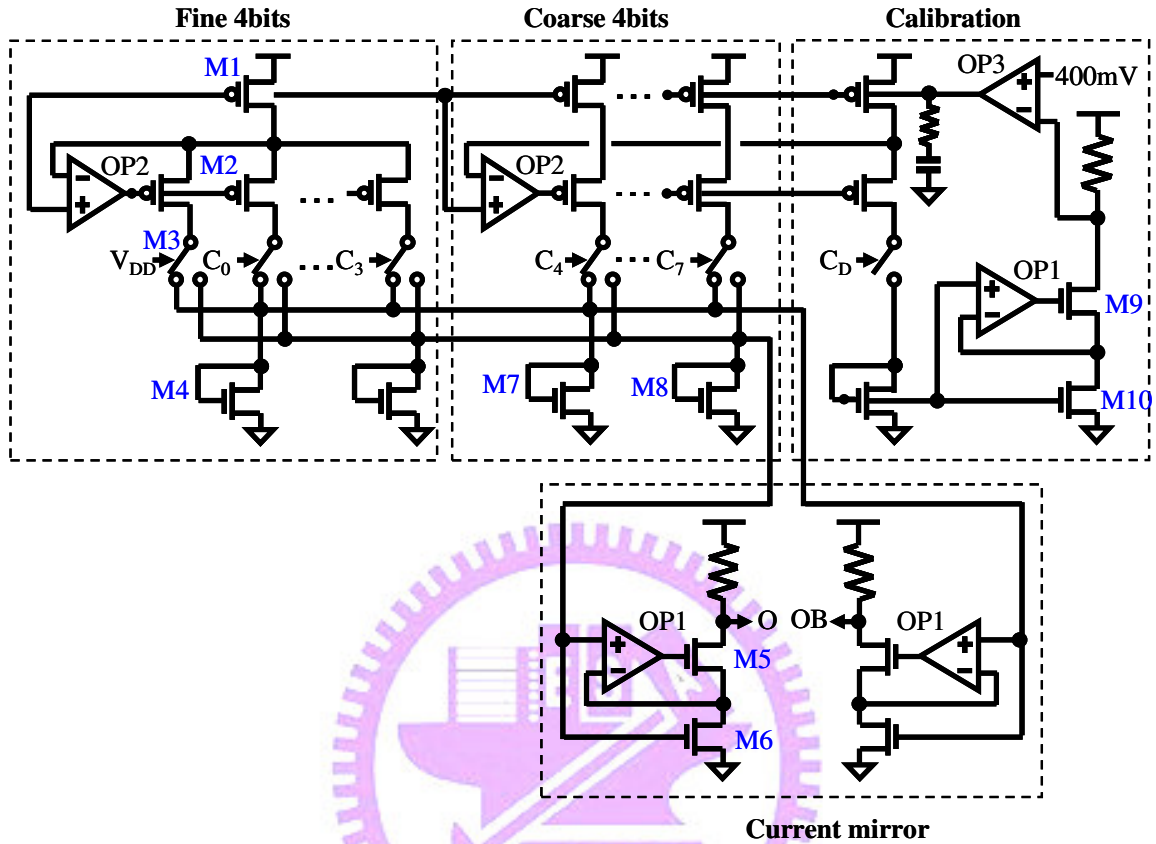 Fine 4bits
Coarse 4bits
Calibration
M1
OP3
+
−
400mV
OP2
−
+
M2
...
OP2
−
+
...
...
M3
VDD
C0
...
C3
C4
...
C7
CD
OP1
+
−
M9
M4
M7
M8
M10
OP1
+
−
O
OB
OP1
+
−
M5
M6
Current mirror